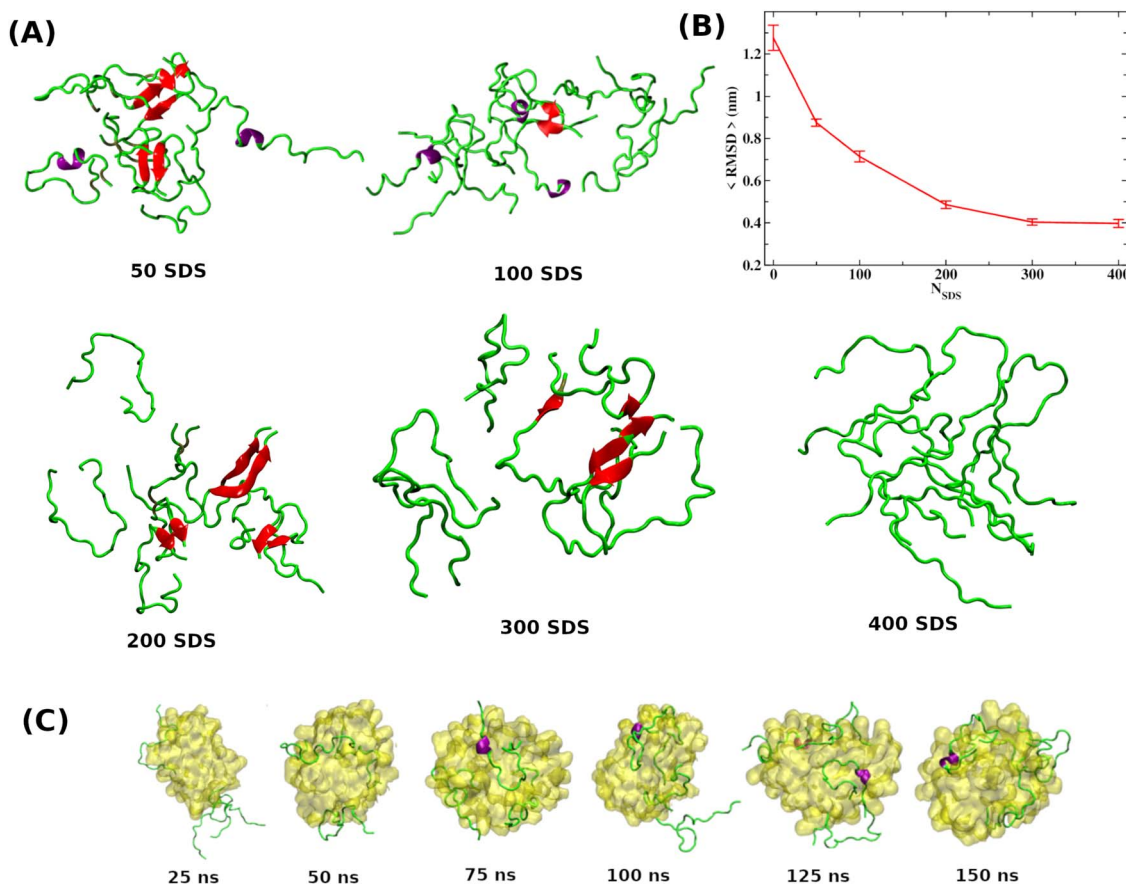 (A)
(B)
50 SDS
100 SDS
< RMSD > (nm)
1.2
1
0.8
0.6
0.4
0.2
0
100
200
300
400
N_SDS
200 SDS
300 SDS
400 SDS
(C)
25 ns
50 ns
75 ns
100 ns
125 ns
150 ns